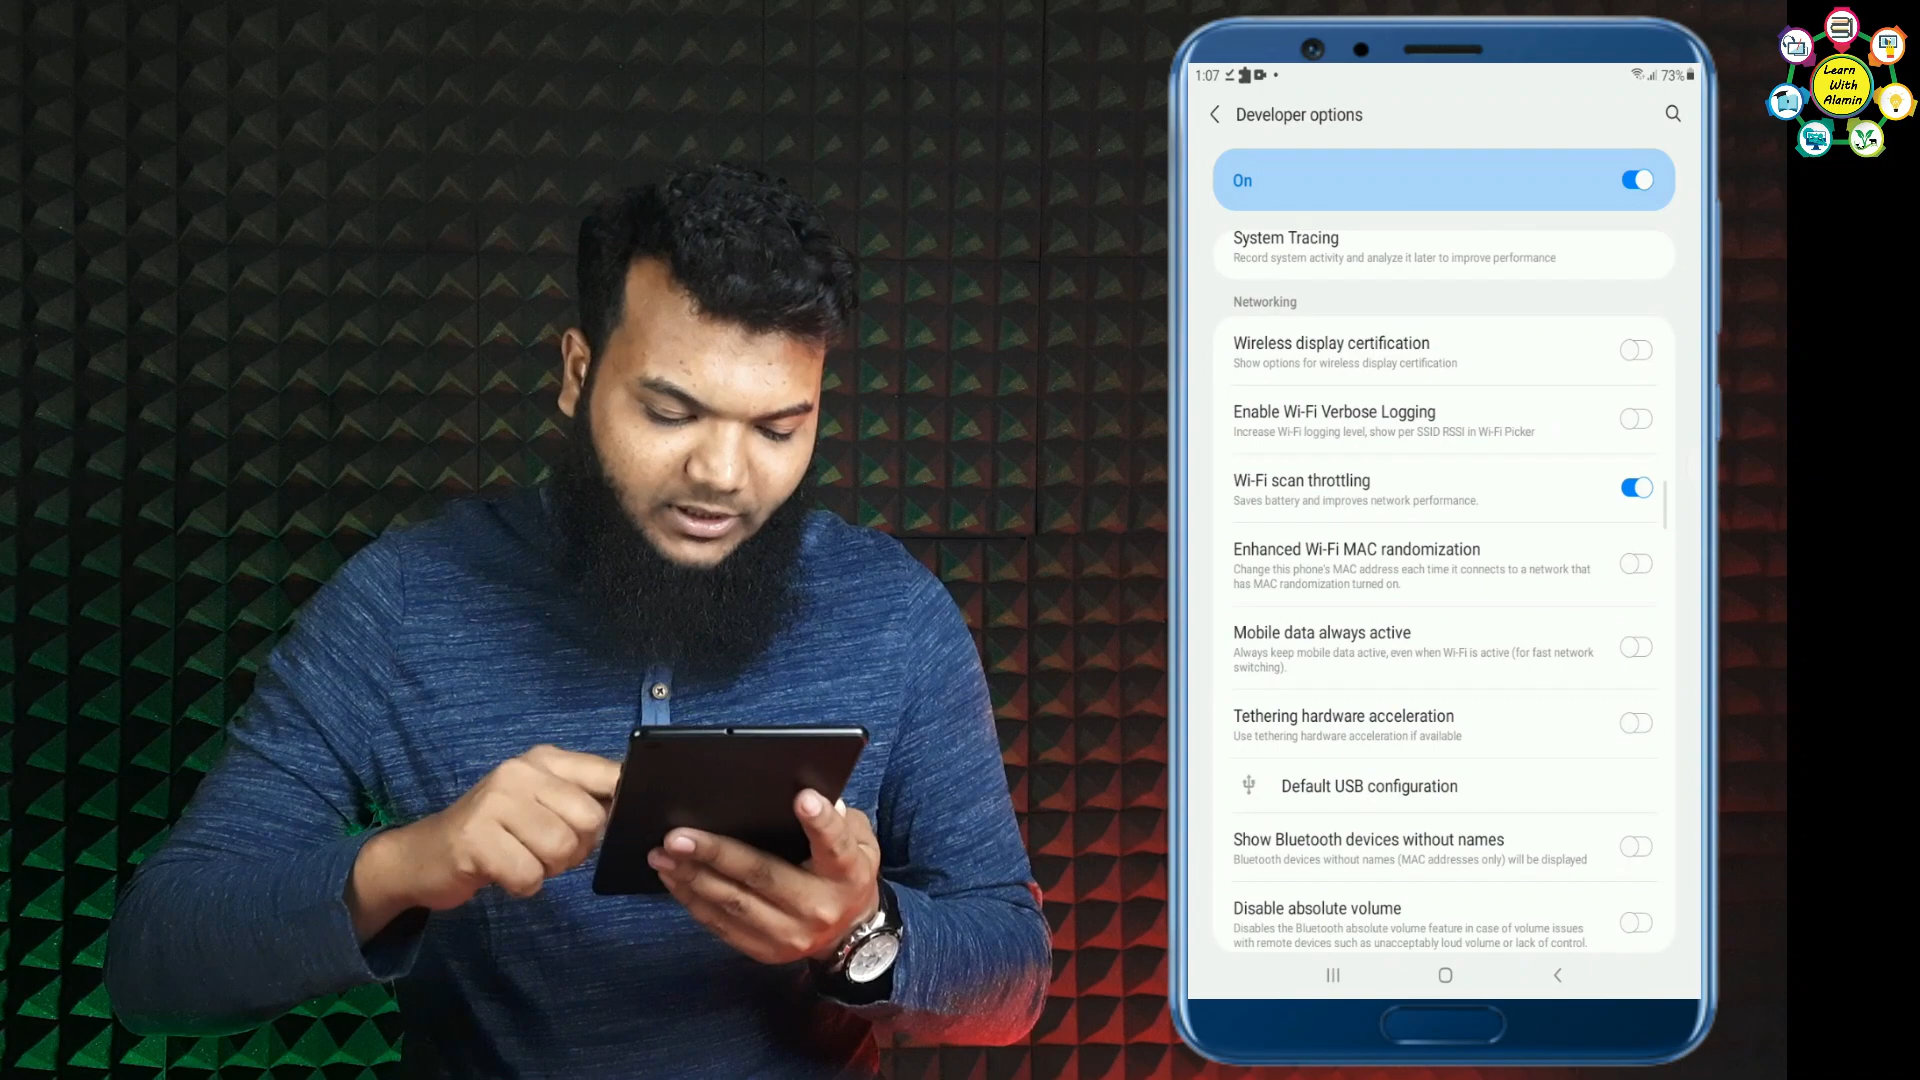 1:07
73%
Developer options
On
System Tracing
Record system activity and analyze it later to improve performance
Networking
Wireless display certification
Show options for wireless display certification
Enable Wi-Fi Verbose Logging
Increase Wi-Fi logging level, show per SSID RSSI in Wi-Fi Picker
Wi-Fi scan throttling
Saves battery and improves network performance.
Enhanced Wi-Fi MAC randomization
Change this phone's MAC address each time it connects to a network that
has MAC randomization turned on.
Mobile data always active
Always keep mobile data active, even when Wi-Fi is active (for fast network
switching).
Tethering hardware acceleration
Use tethering hardware acceleration if available
Default USB configuration
Show Bluetooth devices without names
Bluetooth devices without names (MAC addresses only) will be displayed
Disable absolute volume
Disables the Bluetooth absolute volume feature in case of volume issues
with remote devices such as unacceptably loud volume or lack of control.
Learn
With
Alamin